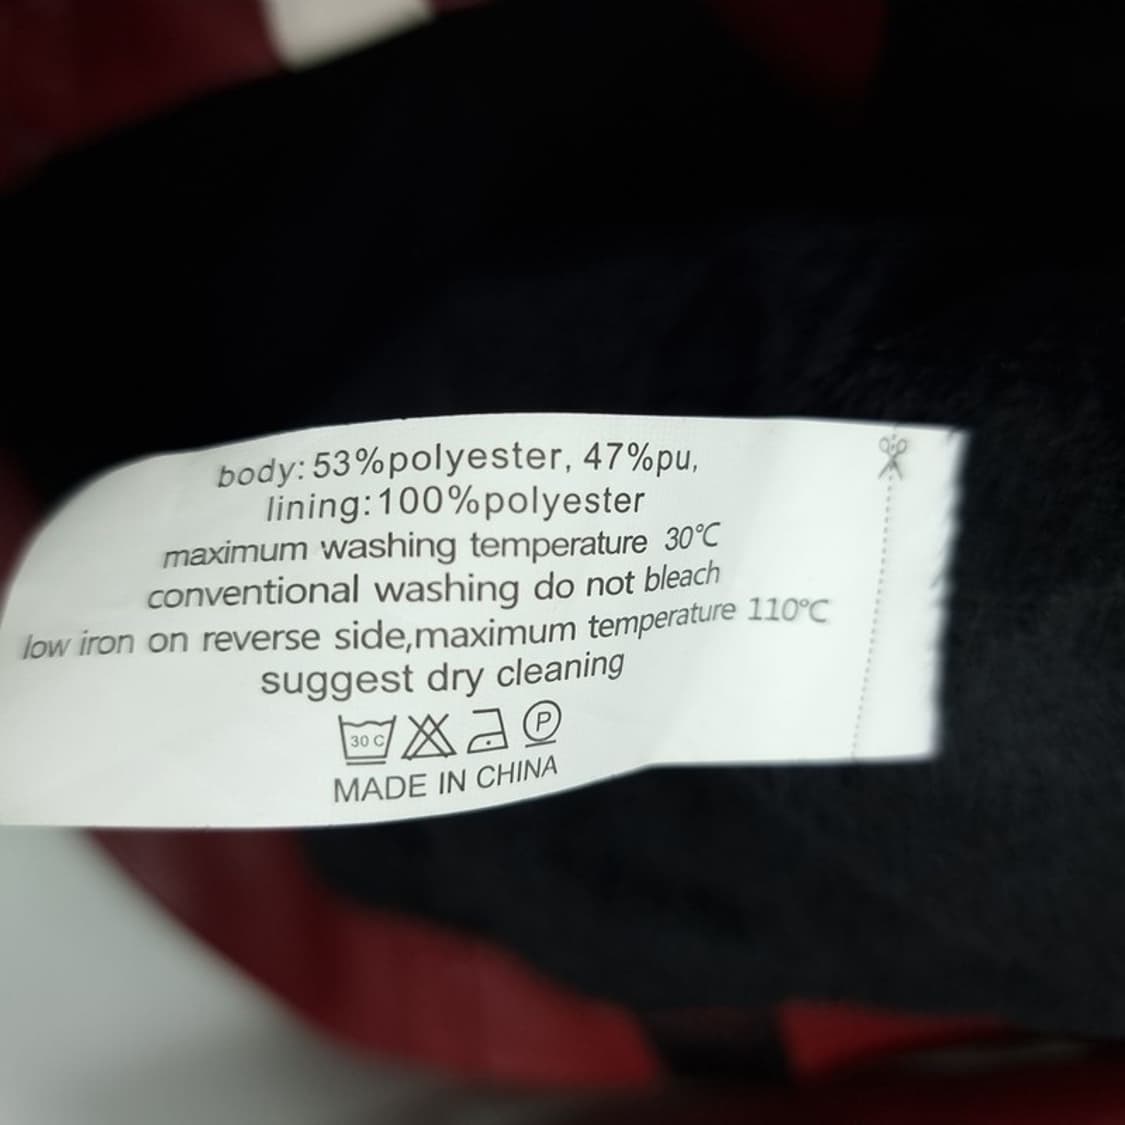 body: 53%polyester, 47%pu,
lining:100%polyester
maximum washing temperature 30°C
conventional washing do not bleach
low iron on reverse side,maximum temperature 110°C
suggest dry cleaning
30 C P
MADE IN CHINA